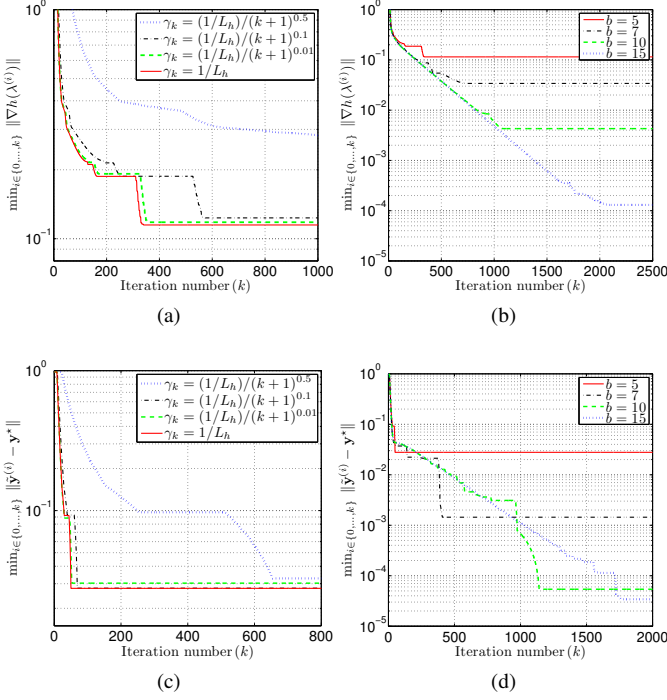 min_{i∈{0,...,k}} ‖∇h(λ^{(i)})‖
10^0
10^{-1}
γ_k = (1/L_h)/(k+1)^{0.5}
γ_k = (1/L_h)/(k+1)^{0.1}
γ_k = (1/L_h)/(k+1)^{0.01}
γ_k = 1/L_h
0 200 400 600 800 1000
Iteration number (k)
(a)
min_{i∈{0,...,k}} ‖∇h(λ^{(i)})‖
10^0
10^{-1}
10^{-2}
10^{-3}
10^{-4}
10^{-5}
b = 5
b = 7
b = 10
b = 15
0 500 1000 1500 2000 2500
Iteration number (k)
(b)
min_{i∈{0,...,k}} ‖ỹ^{(i)} − y⋆‖
10^0
10^{-1}
γ_k = (1/L_h)/(k+1)^{0.5}
γ_k = (1/L_h)/(k+1)^{0.1}
γ_k = (1/L_h)/(k+1)^{0.01}
γ_k = 1/L_h
0 200 400 600 800
Iteration number (k)
(c)
min_{i∈{0,...,k}} ‖ỹ^{(i)} − y⋆‖
10^0
10^{-1}
10^{-2}
10^{-3}
10^{-4}
10^{-5}
b = 5
b = 7
b = 10
b = 15
0 500 1000 1500 2000
Iteration number (k)
(d)